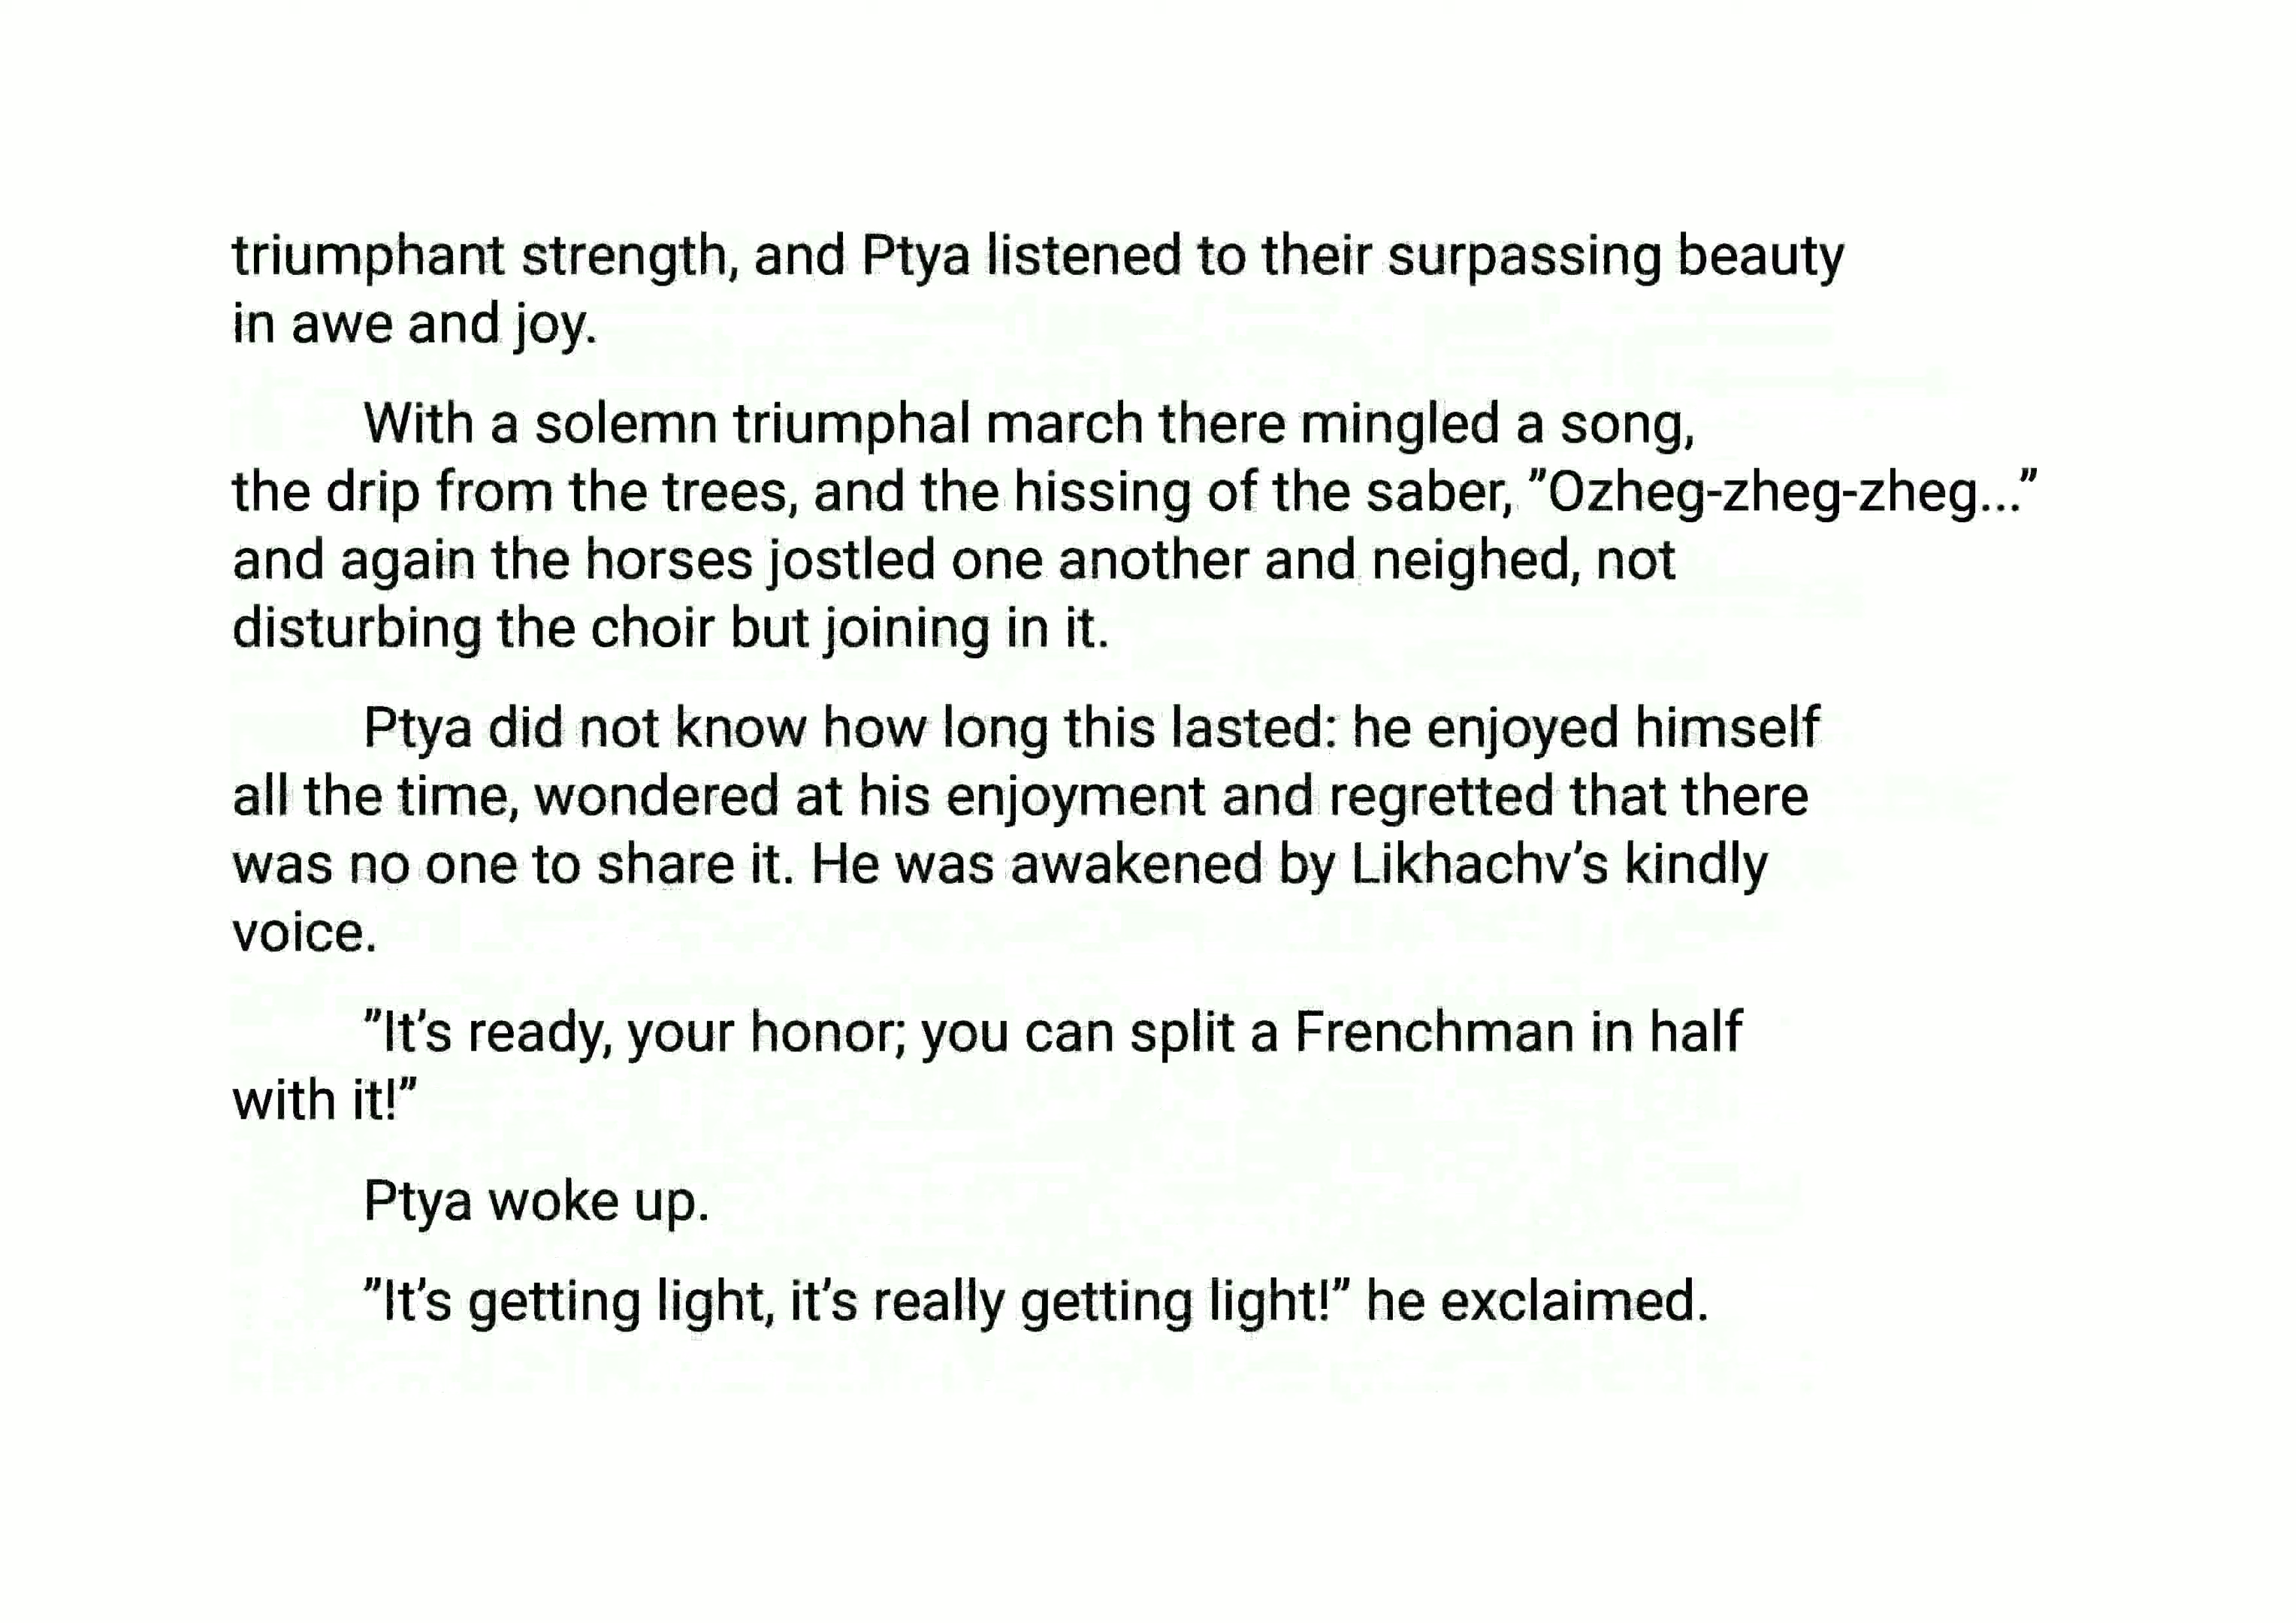 triumphant strength, and Ptya listened to their surpassing beauty
in awe and joy.
With a solemn triumphal march there mingled a song,
the drip from the trees, and the hissing of the saber, ”Ozheg-zheg-zheg...”
and again the horses jostled one another and neighed, not
disturbing the choir but joining in it.
Ptya did not know how long this lasted: he enjoyed himself
all the time, wondered at his enjoyment and regretted that there
was no one to share it. He was awakened by Likhachv’s kindly
voice.
”It’s ready, your honor; you can split a Frenchman in half
with it!”
Ptya woke up.
”It’s getting light, it’s really getting light!” he exclaimed.